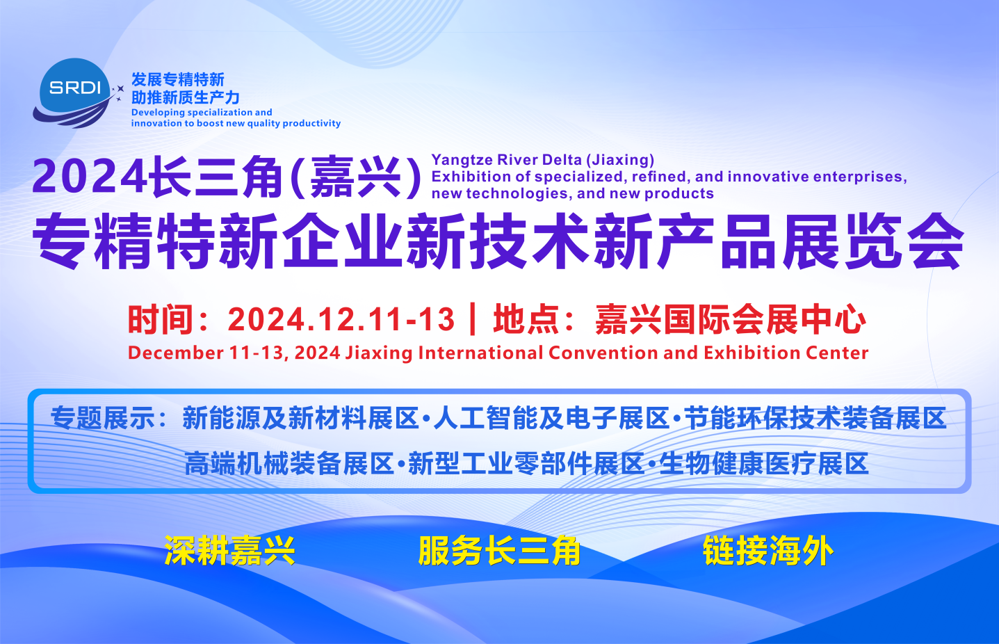 SRDI
发展专精特新
助推新质生产力
Developing specialization and
innovation to boost new quality productivity
2024长三角(嘉兴)
Yangtze River Delta (Jiaxing)
Exhibition of specialized, refined, and innovative enterprises,
new technologies, and new products
专精特新企业新技术新产品展览会
时间：2024.12.11-13｜地点：嘉兴国际会展中心
December 11-13, 2024 Jiaxing International Convention and Exhibition Center
专题展示：新能源及新材料展区•人工智能及电子展区•节能环保技术装备展区
高端机械装备展区•新型工业零部件展区•生物健康医疗展区
深耕嘉兴 服务长三角 链接海外